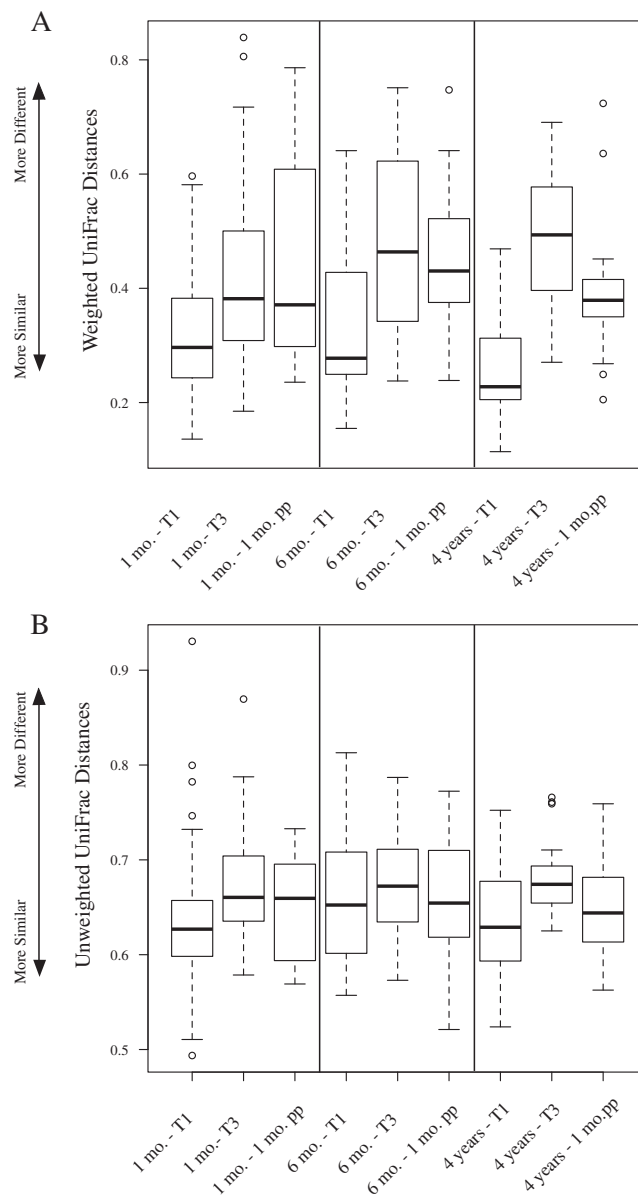 A
More Different
More Similar
Weighted UniFrac Distances
0.8
0.6
0.4
0.2
1 mo. - T1
1 mo. - T3
1 mo. - 1 mo. pp
6 mo. - T1
6 mo. - T3
6 mo. - 1 mo. pp
4 years - T1
4 years - T3
4 years - 1 mo.pp
B
More Different
More Similar
Unweighted UniFrac Distances
0.9
0.8
0.7
0.6
0.5
1 mo. - T1
1 mo. - T3
1 mo. - 1 mo. pp
6 mo. - T1
6 mo. - T3
6 mo. - 1 mo. pp
4 years - T1
4 years - T3
4 years - 1 mo.pp